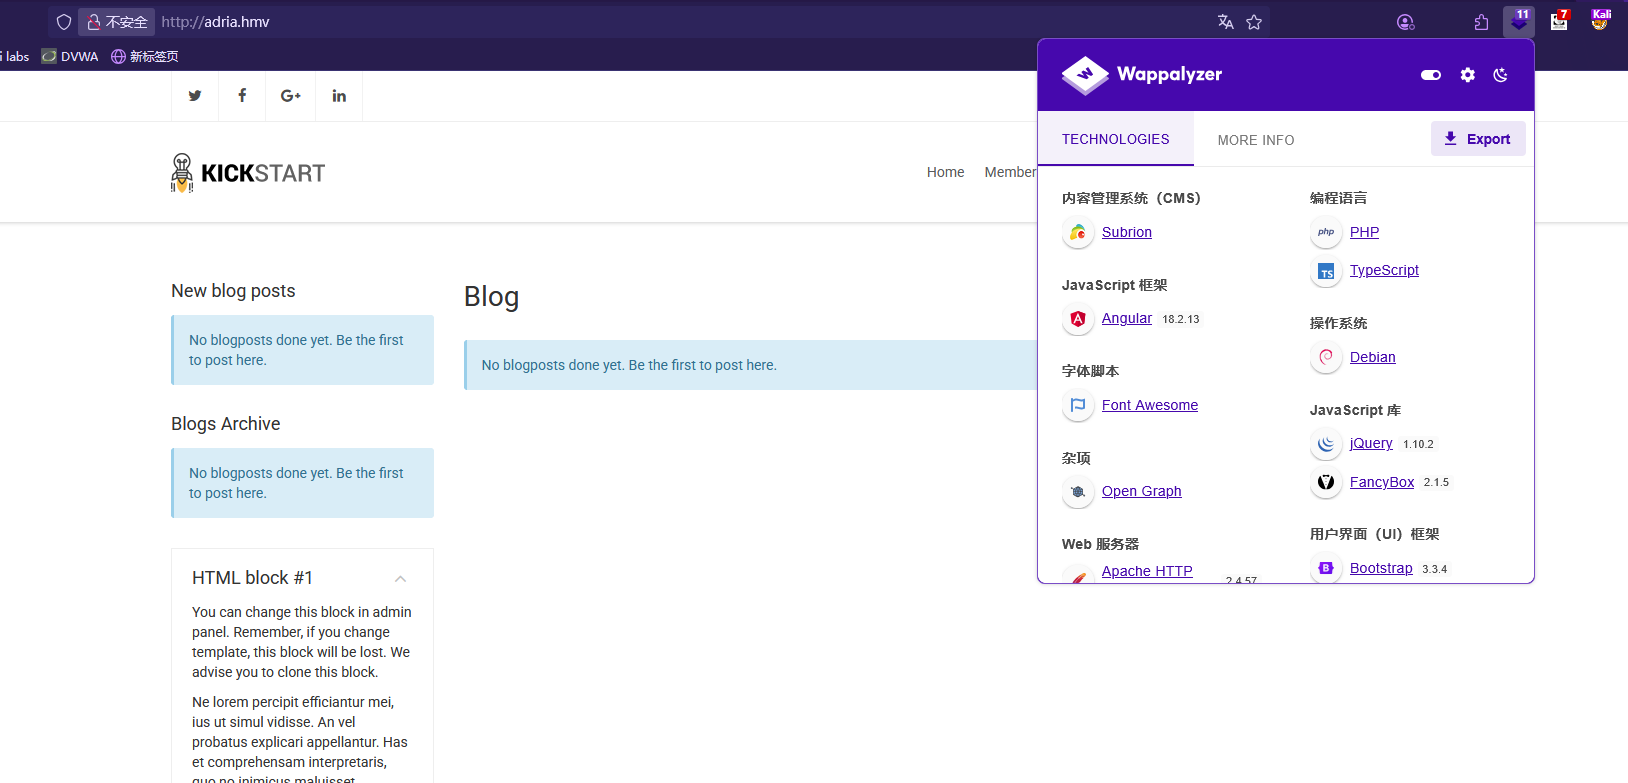 不安全
http://adria.hmv
11
7
Kali
i labs
DVWA
新标签页
G+
in
KICKSTART
Home
Member
New blog posts
No blogposts done yet. Be the first
to post here.
Blogs Archive
No blogposts done yet. Be the first
to post here.
HTML block #1
You can change this block in admin
panel. Remember, if you change
template, this block will be lost. We
advise you to clone this block.
Ne lorem percipit efficiantur mei,
ius ut simul vidisse. An vel
probatus explicari appellantur. Has
et comprehensam interpretaris,
quo no inimicus maluisset
Blog
No blogposts done yet. Be the first to post here.
Wappalyzer
TECHNOLOGIES
MORE INFO
Export
内容管理系统（CMS）
Subrion
JavaScript 框架
Angular 18.2.13
字体脚本
Font Awesome
杂项
Open Graph
Web 服务器
Apache HTTP
2.4.57
编程语言
php PHP
TS TypeScript
操作系统
Debian
JavaScript 库
jQuery 1.10.2
FancyBox 2.1.5
用户界面（UI）框架
B Bootstrap 3.3.4